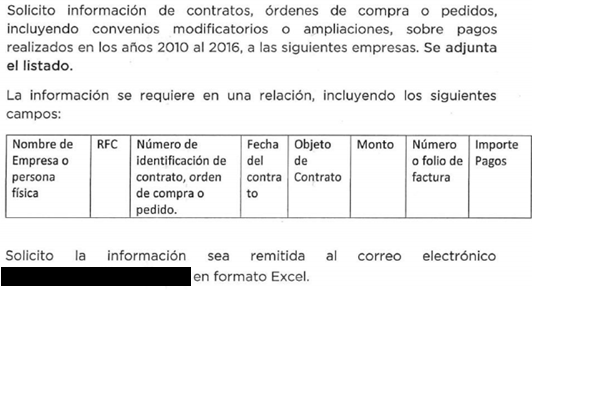 Solicito información de contratos, órdenes de compra o pedidos,
incluyendo convenios modificatorios o ampliaciones, sobre pagos
realizados en los años 2010 al 2016, a las siguientes empresas. Se adjunta
el listado.
La información se requiere en una relación, incluyendo los siguientes
campos:
Nombre de
Empresa o
persona
física
RFC
Número de
identificación de
contrato, orden
de compra o
pedido.
Fecha
del
contra
to
Objeto
de
Contrato
Monto
Número
o folio de
factura
Importe
Pagos
Solicito la información sea remitida al correo electrónico
en formato Excel.